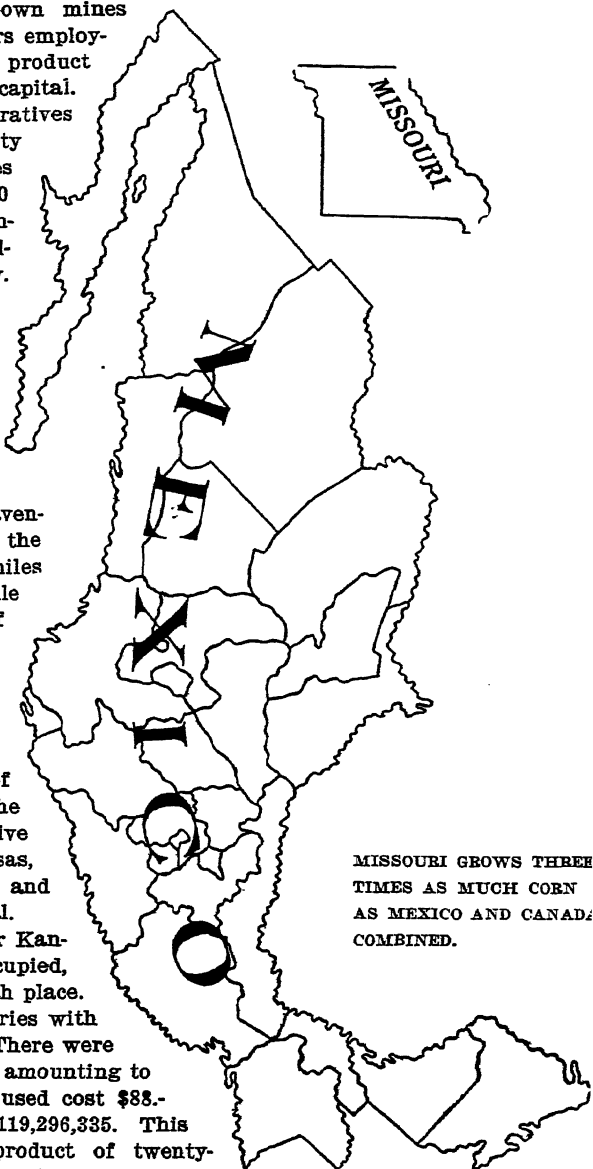 own mines
rs employ-
product
capital.
ratives
ty
es
0
n-
l-
.
ven-
the
niles
le
f
of
he
ive
sas,
and
l.
r Kan-
cupied,
h place.
ries with
There were
amounting to
used cost $88.-
119,296,335. This
product of twenty-
MISSOURI
MEXICO
MISSOURI GROWS THREE
TIMES AS MUCH CORN
AS MEXICO AND CANADA
COMBINED.